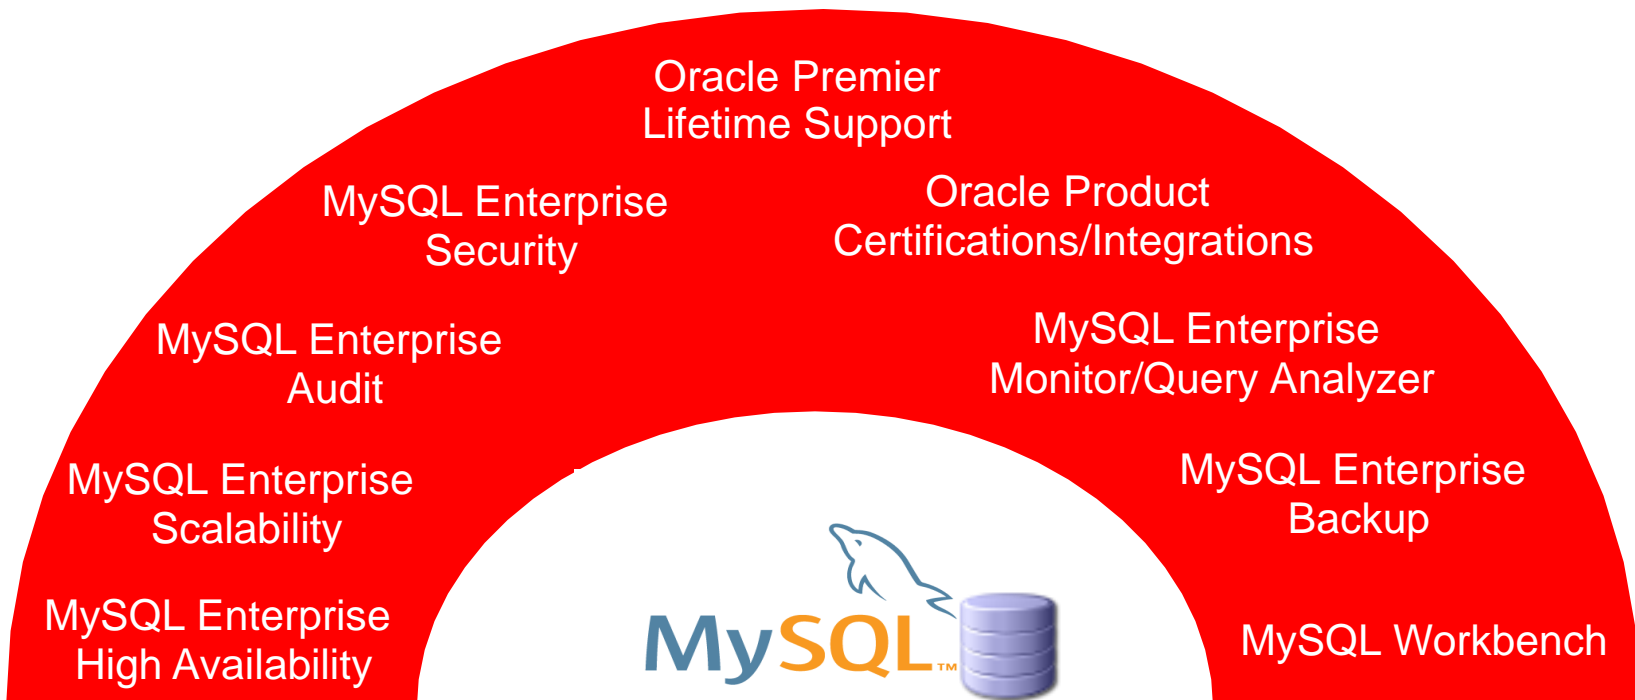 Oracle Premier
Lifetime Support
MySQL Enterprise
Security
Oracle Product
Certifications/Integrations
MySQL Enterprise
Audit
MySQL Enterprise
Monitor/Query Analyzer
MySQL Enterprise
Scalability
MySQL Enterprise
Backup
MySQL Enterprise
High Availability
MySQL™
MySQL Workbench